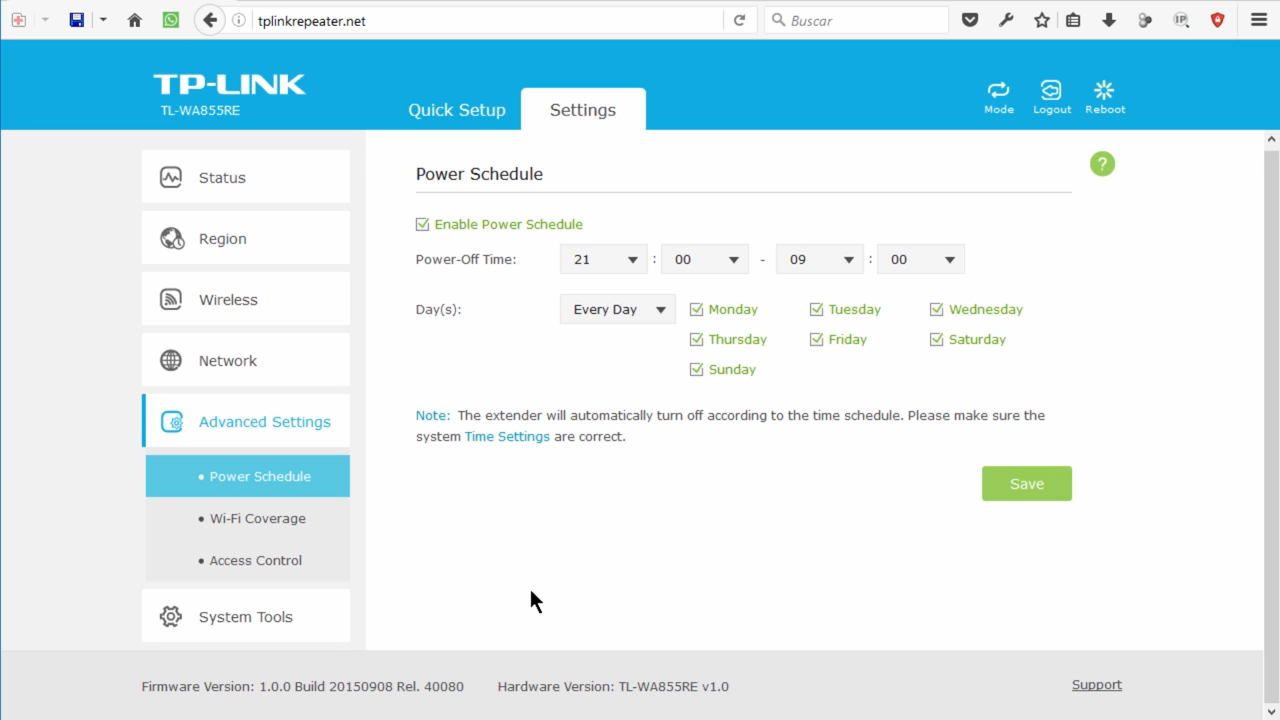 tplinkrepeater.net
Buscar
IP
TP-LINK
TL-WA855RE
Quick Setup
Settings
Mode
Logout
Reboot
Status
Region
Wireless
Network
Advanced Settings
• Power Schedule
• Wi-Fi Coverage
• Access Control
System Tools
Power Schedule
?
Enable Power Schedule
Power-Off Time: 21 : 00 - 09 : 00
Day(s): Every Day Monday Tuesday Wednesday
Thursday Friday Saturday
Sunday
Note: The extender will automatically turn off according to the time schedule. Please make sure the
system Time Settings are correct.
Save
Firmware Version: 1.0.0 Build 20150908 Rel. 40080 Hardware Version: TL-WA855RE v1.0
Support